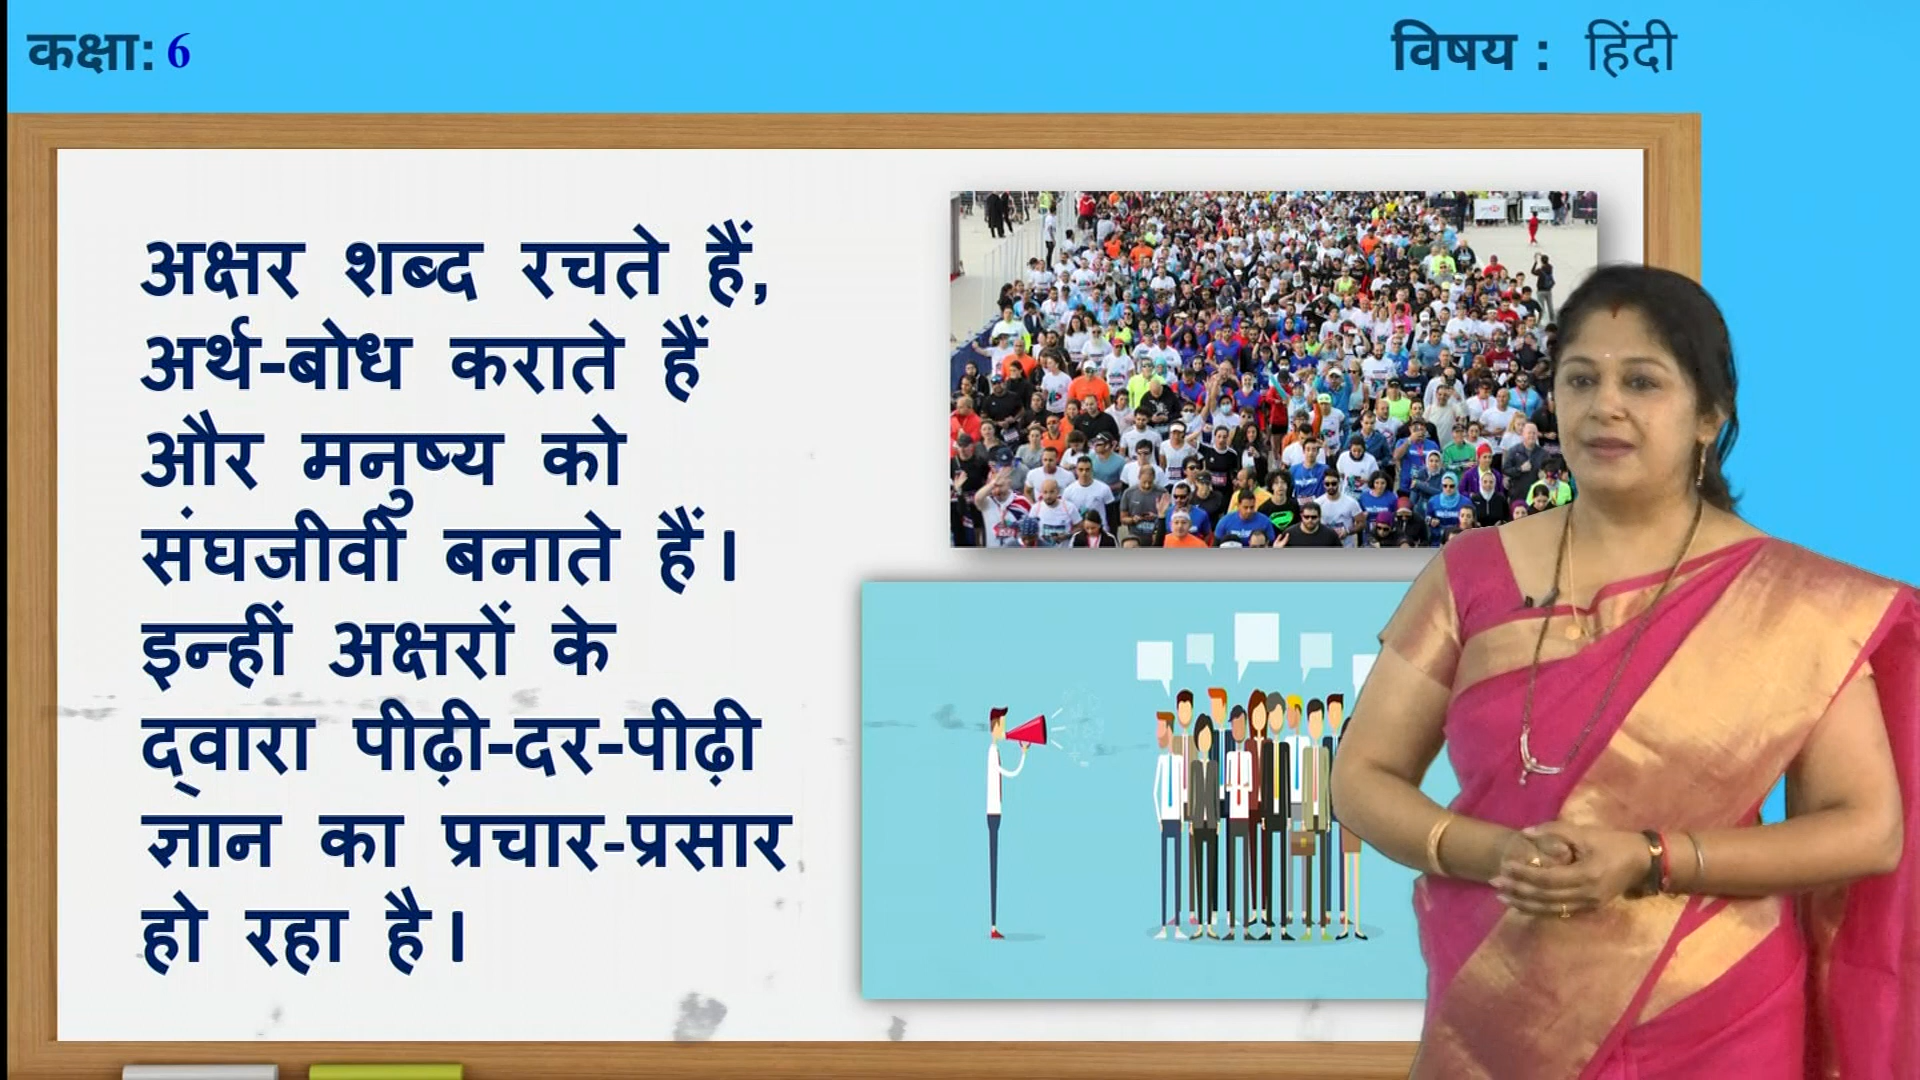 कक्षा: 6
विषय : हिंदी
अक्षर शब्द रचते हैं,
अर्थ-बोध कराते हैं
और मनुष्य को
संघजीवी बनाते हैं।
इन्हीं अक्षरों के
द्‌वारा पीढ़ी-दर-पीढ़ी
ज्ञान का प्रचार-प्रसार
हो रहा है।